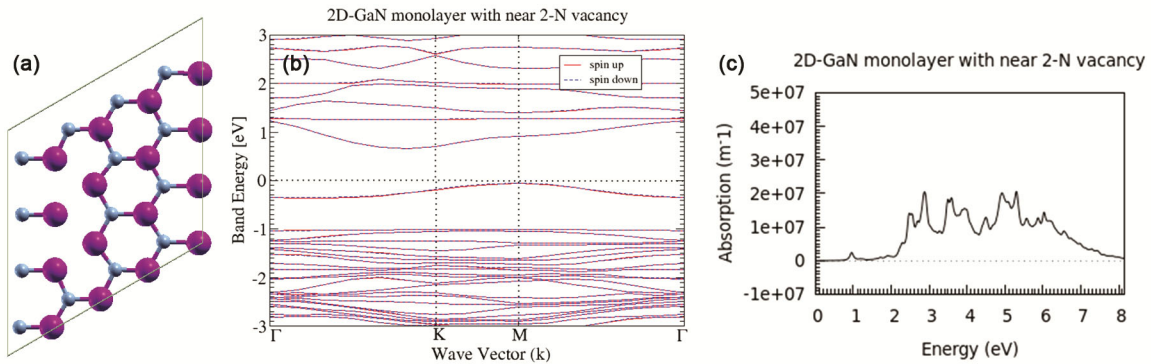 (a)
2D-GaN monolayer with near 2-N vacancy
(b)
spin up
spin down
Band Energy [eV]
3
2
1
0
-1
-2
-3
Γ
K
M
Γ
Wave Vector (k)
(c)
2D-GaN monolayer with near 2-N vacancy
Absorption (m-1)
5e+07
4e+07
3e+07
2e+07
1e+07
0
-1e+07
0 1 2 3 4 5 6 7 8
Energy (eV)